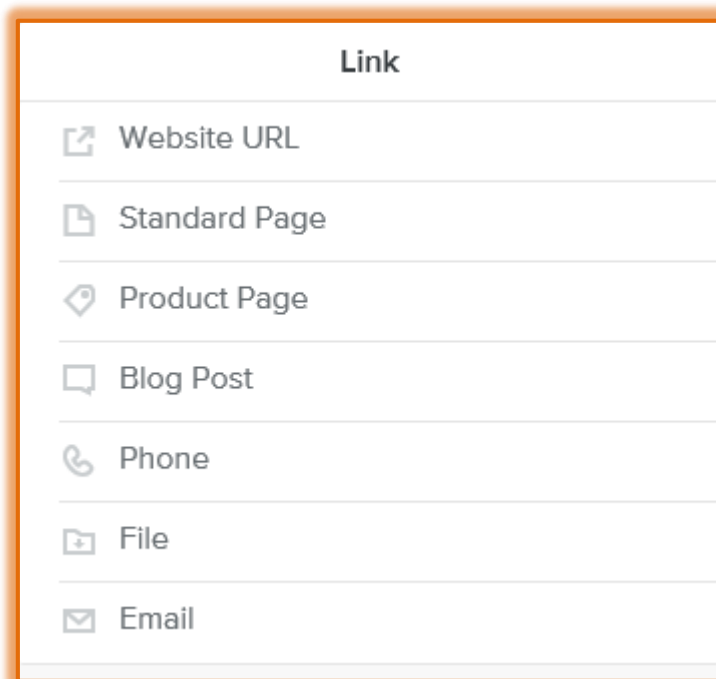 Link
Website URL
Standard Page
Product Page
Blog Post
Phone
File
Email